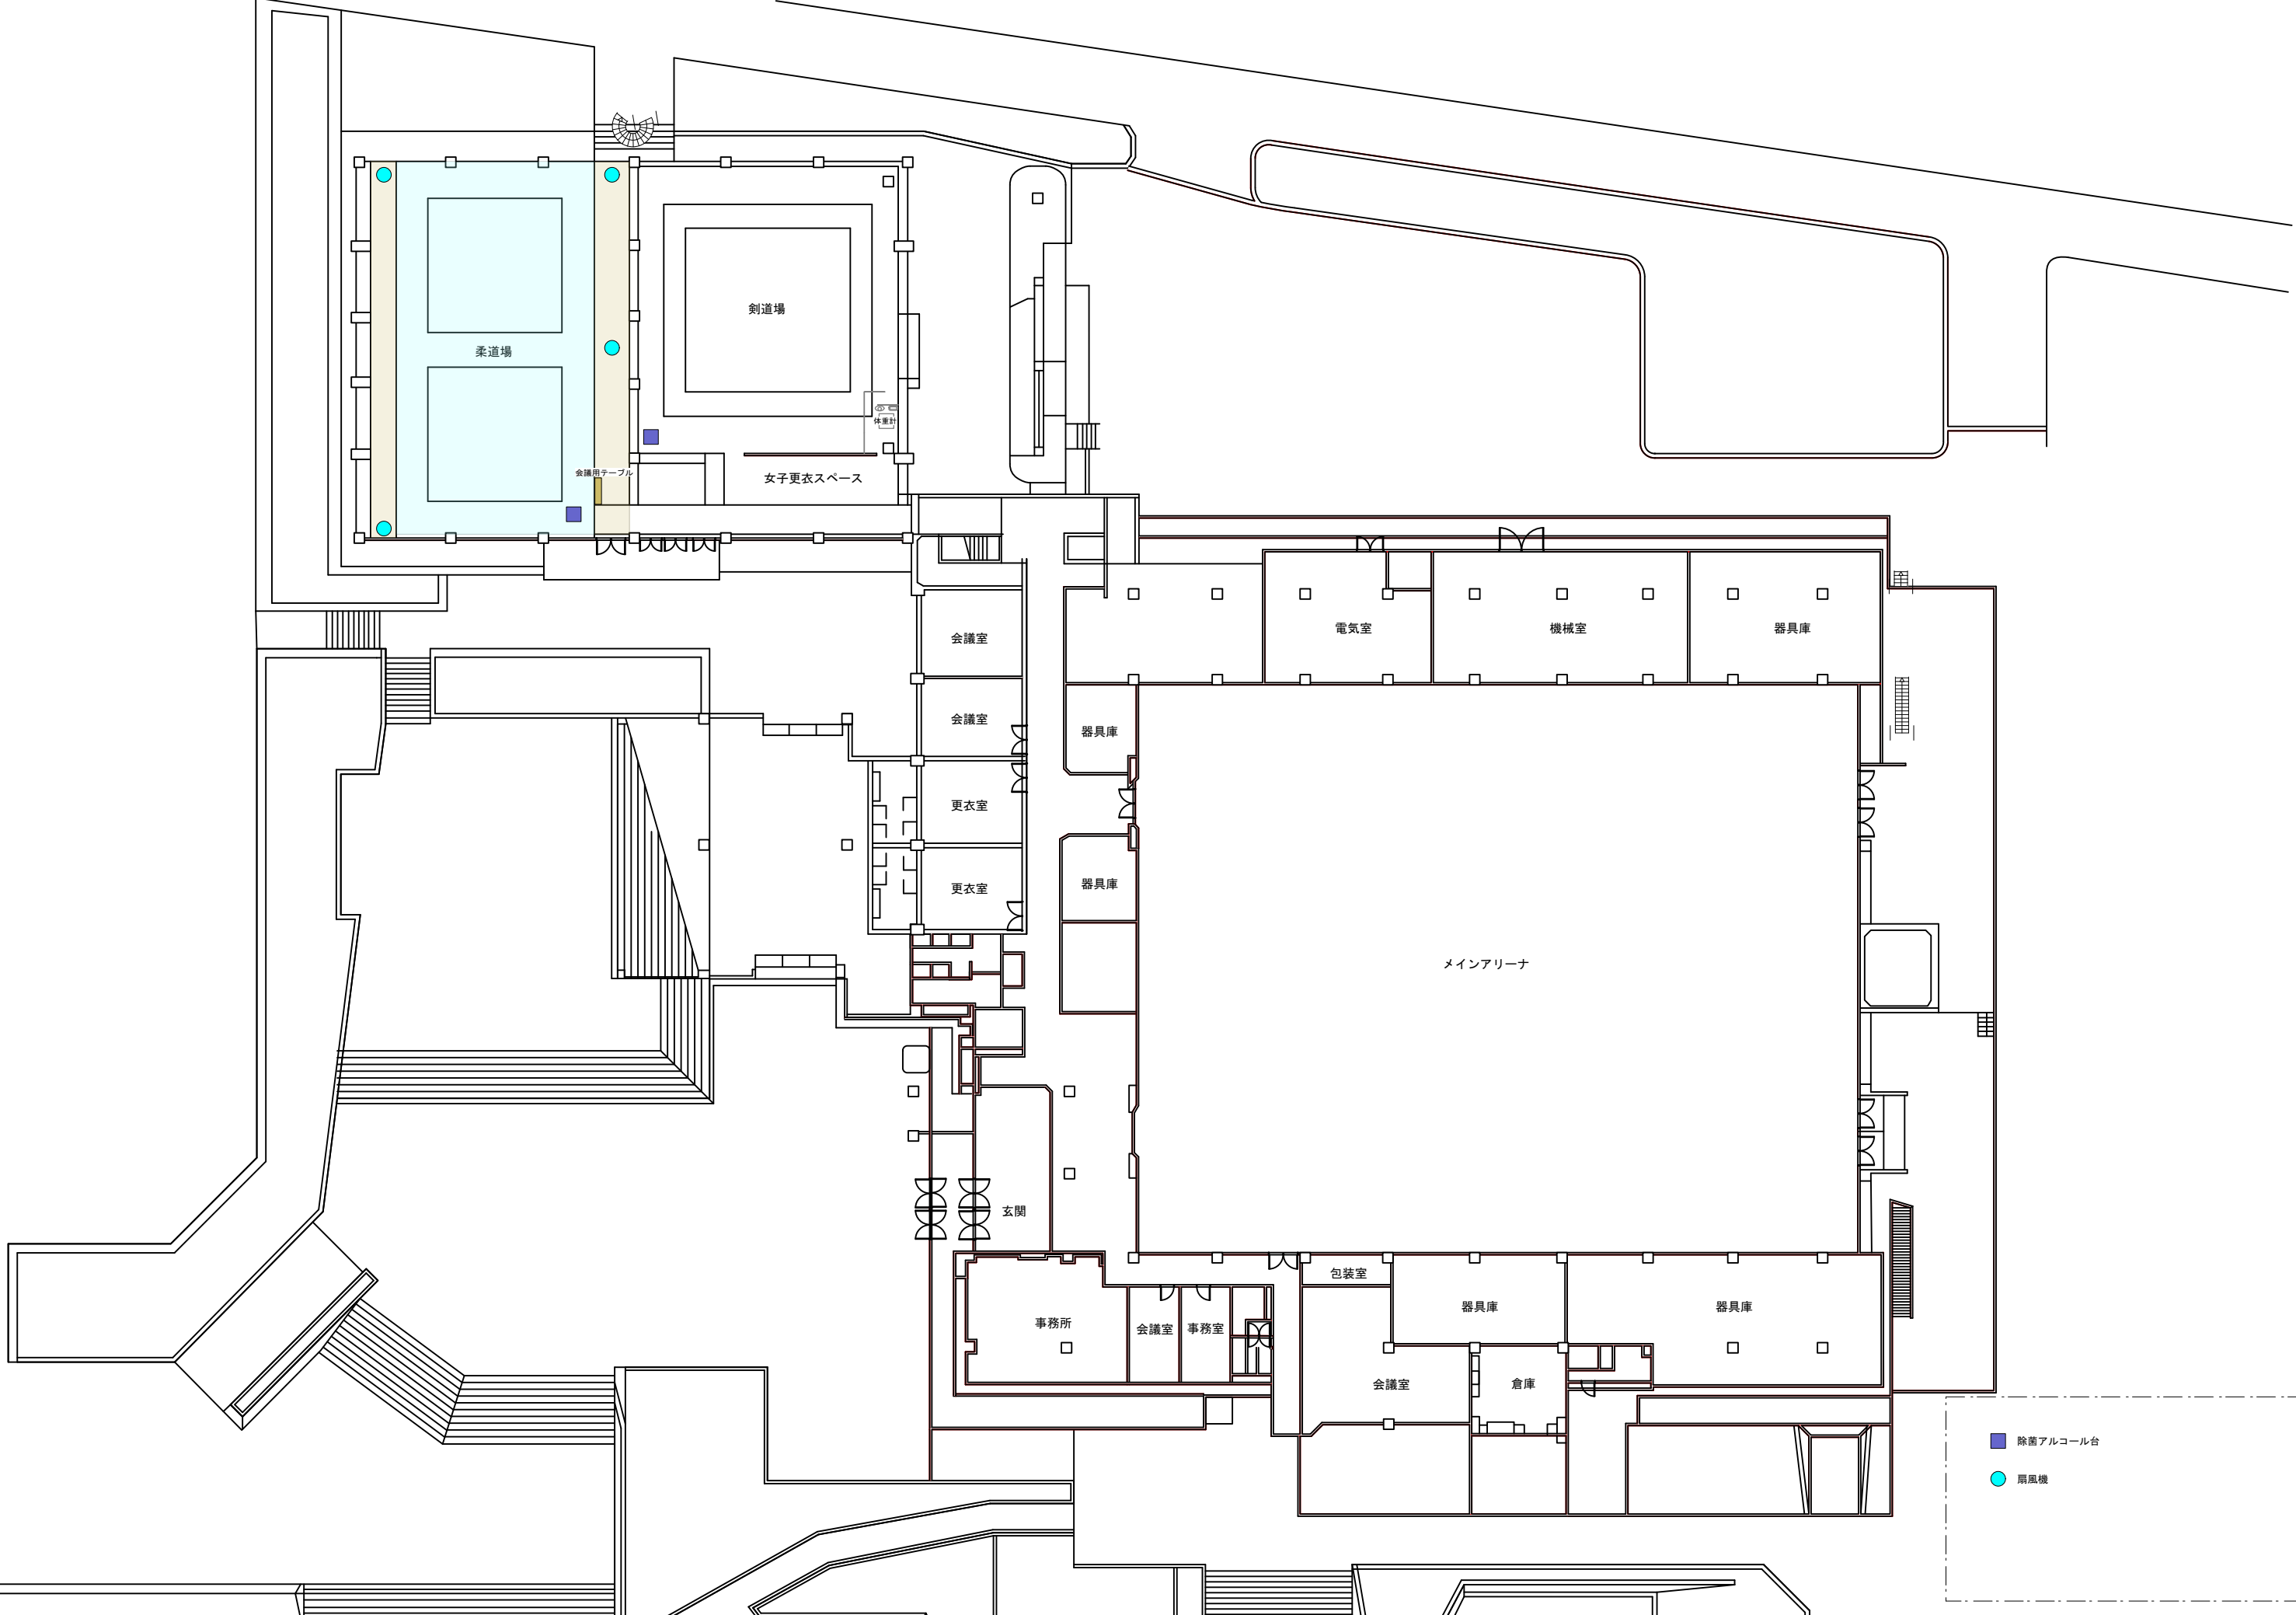 剣道場
柔道場
体重計
会議用テーブル
女子更衣スペース
会議室
電気室
機械室
器具庫
会議室
器具庫
更衣室
器具庫
更衣室
メインアリーナ
玄関
包装室
器具庫
器具庫
事務所
会議室
事務室
会議室
倉庫
除菌アルコール台
扇風機